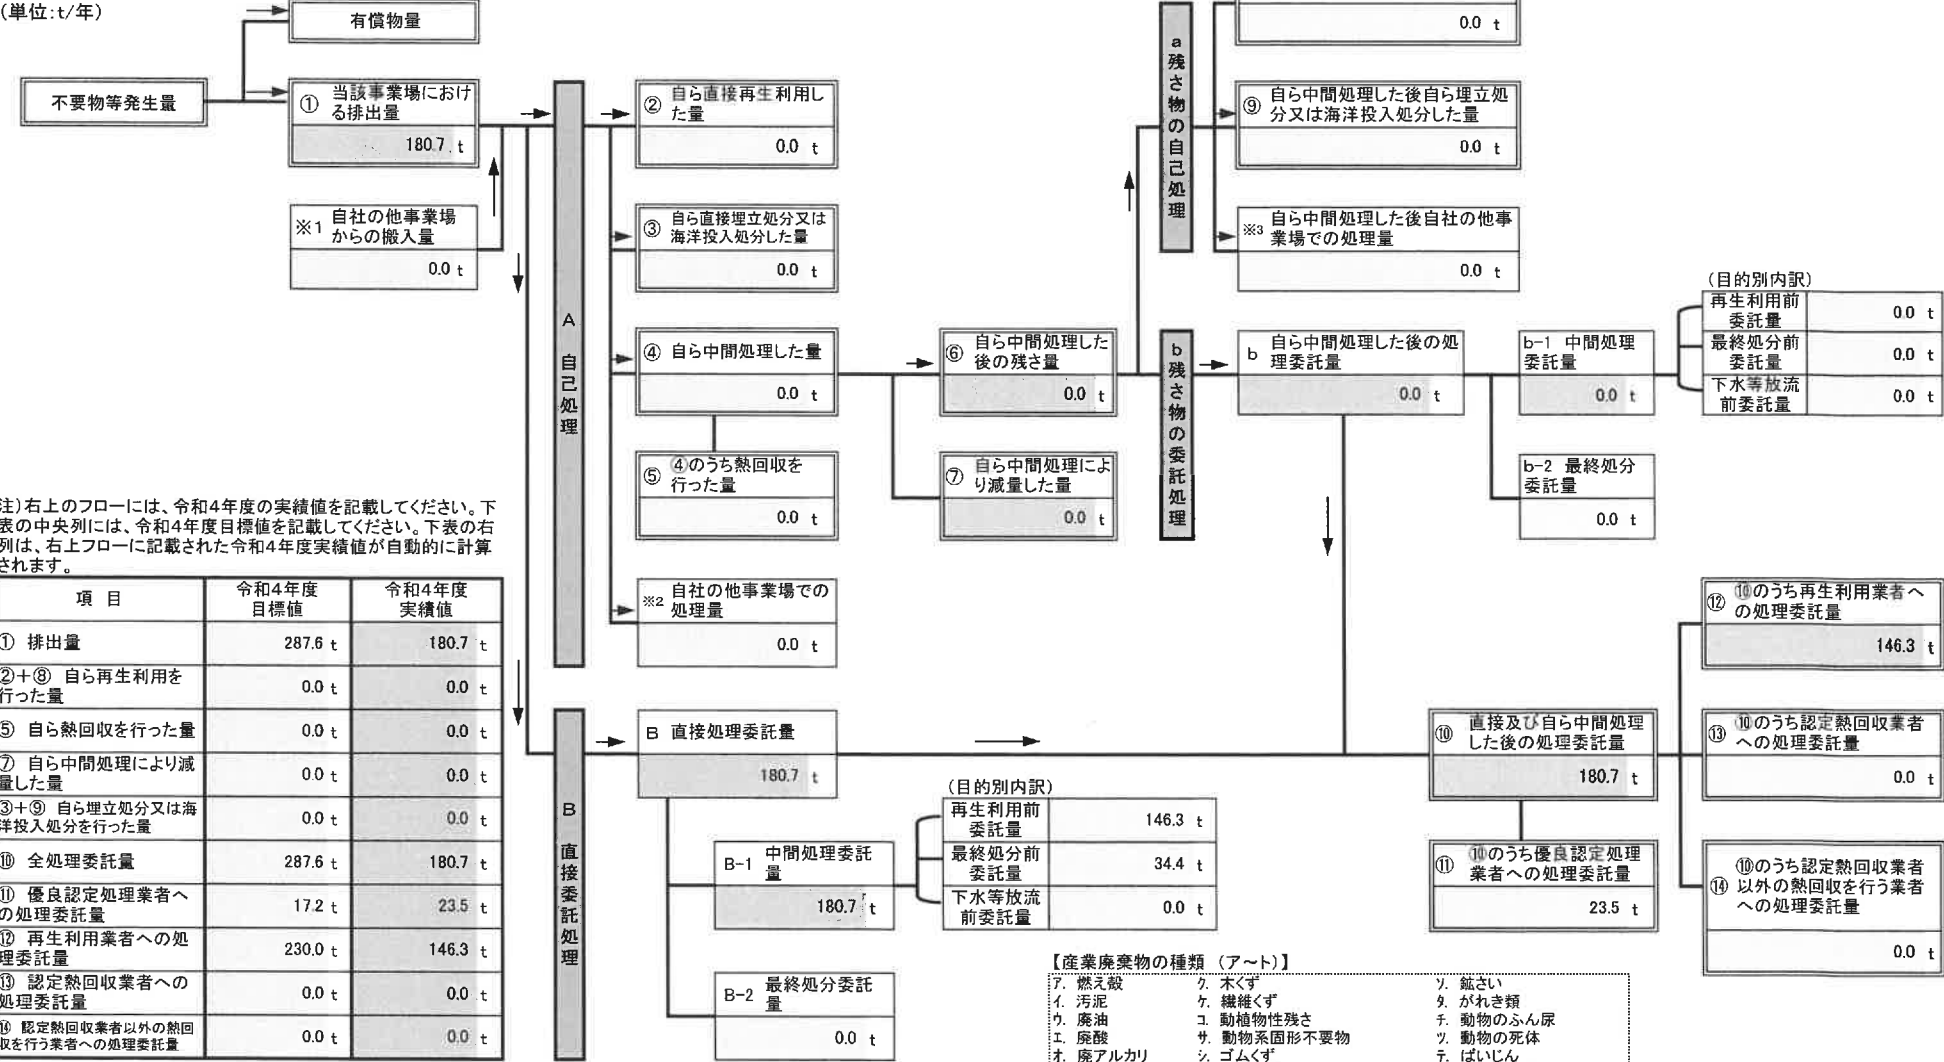 (単位:t/年)
有償物量
不要物等発生量
① 当該事業場におけ
る排出量
180.7 t
※1 自社の他事業場
からの搬入量
0.0 t
A 自己処理
② 自ら直接再生利用し
た量
0.0 t
③ 自ら直接埋立処分又は
海洋投入処分した量
0.0 t
④ 自ら中間処理した量
0.0 t
⑤ ④のうち熱回収を
行った量
0.0 t
※2 自社の他事業場での
処理量
0.0 t
⑥ 自ら中間処理した
後の残さ量
0.0 t
⑦ 自ら中間処理によ
り減量した量
0.0 t
a 残さ物の自己処理
0.0 t
⑨ 自ら中間処理した後自ら埋立処
分又は海洋投入処分した量
0.0 t
※3 自ら中間処理した後自社の他事
業場での処理量
0.0 t
b 残さ物の委託処理
b 自ら中間処理した後の処
理委託量
0.0 t
b-1 中間処理
委託量
0.0 t
(目的別内訳)
再生利用前
委託量 0.0 t
最終処分前
委託量 0.0 t
下水等放流
前委託量 0.0 t
b-2 最終処分
委託量
0.0 t
注)右上のフローには、令和4年度の実績値を記載してください。下
表の中央列には、令和4年度目標値を記載してください。下表の右
列は、右上フローに記載された令和4年度実績値が自動的に計算
されます。
項 目 令和4年度
目標値 令和4年度
実績値
① 排出量 287.6 t 180.7 t
②+⑧ 自ら再生利用を
行った量 0.0 t 0.0 t
⑤ 自ら熱回収を行った量 0.0 t 0.0 t
⑦ 自ら中間処理により減
量した量 0.0 t 0.0 t
③+⑨ 自ら埋立処分又は海
洋投入処分を行った量 0.0 t 0.0 t
⑩ 全処理委託量 287.6 t 180.7 t
⑪ 優良認定処理業者へ
の処理委託量 17.2 t 23.5 t
⑫ 再生利用業者への処
理委託量 230.0 t 146.3 t
⑬ 認定熱回収業者への
処理委託量 0.0 t 0.0 t
⑭ 認定熱回収業者以外の熱回
収を行う業者への処理委託量 0.0 t 0.0 t
B 直接委託処理
B 直接処理委託量
180.7 t
B-1 中間処理委託
量
180.7 t
(目的別内訳)
再生利用前
委託量 146.3 t
最終処分前
委託量 34.4 t
下水等放流
前委託量 0.0 t
B-2 最終処分委託
量
0.0 t
⑩ 直接及び自ら中間処理
した後の処理委託量
180.7 t
⑪ ⑩のうち優良認定処理
業者への処理委託量
23.5 t
⑫ ⑩のうち再生利用業者へ
の処理委託量
146.3 t
⑬ ⑩のうち認定熱回収業者
への処理委託量
0.0 t
⑭ ⑩のうち認定熱回収業者
以外の熱回収を行う業者
への処理委託量
0.0 t
【産業廃棄物の種類 (ア～ト)】
ア. 燃え殻 ク. 木くず ソ. 鉱さい
イ. 汚泥 ケ. 繊維くず タ. がれき類
ウ. 廃油 コ. 動植物性残さ チ. 動物のふん尿
エ. 廃酸 サ. 動物系固形不要物 ツ. 動物の死体
オ. 廃アルカリ シ. ゴムくず テ. ばいじん